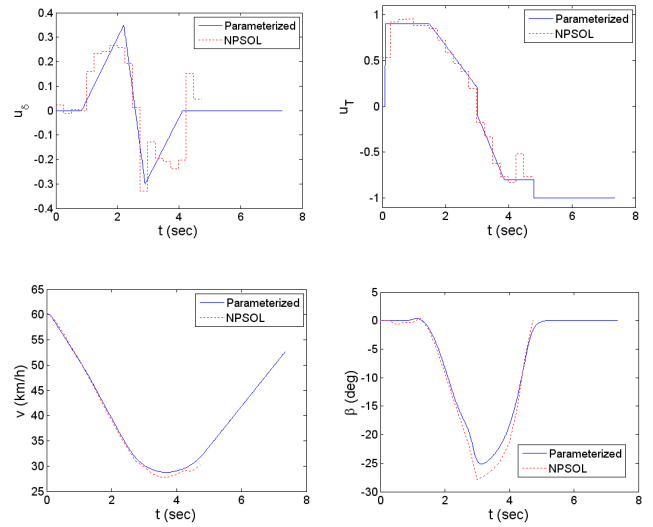 0.4
0.3
0.2
0.1
0
-0.1
-0.2
-0.3
-0.4
0 2 4 6 8
u_δ
t (sec)
Parameterized
NPSOL
1
0.5
0
-0.5
-1
0 2 4 6 8
u_T
t (sec)
Parameterized
NPSOL
65
60
55
50
45
40
35
30
25
0 2 4 6 8
v (km/h)
t (sec)
Parameterized
NPSOL
5
0
-5
-10
-15
-20
-25
-30
0 2 4 6 8
β (deg)
t (sec)
Parameterized
NPSOL